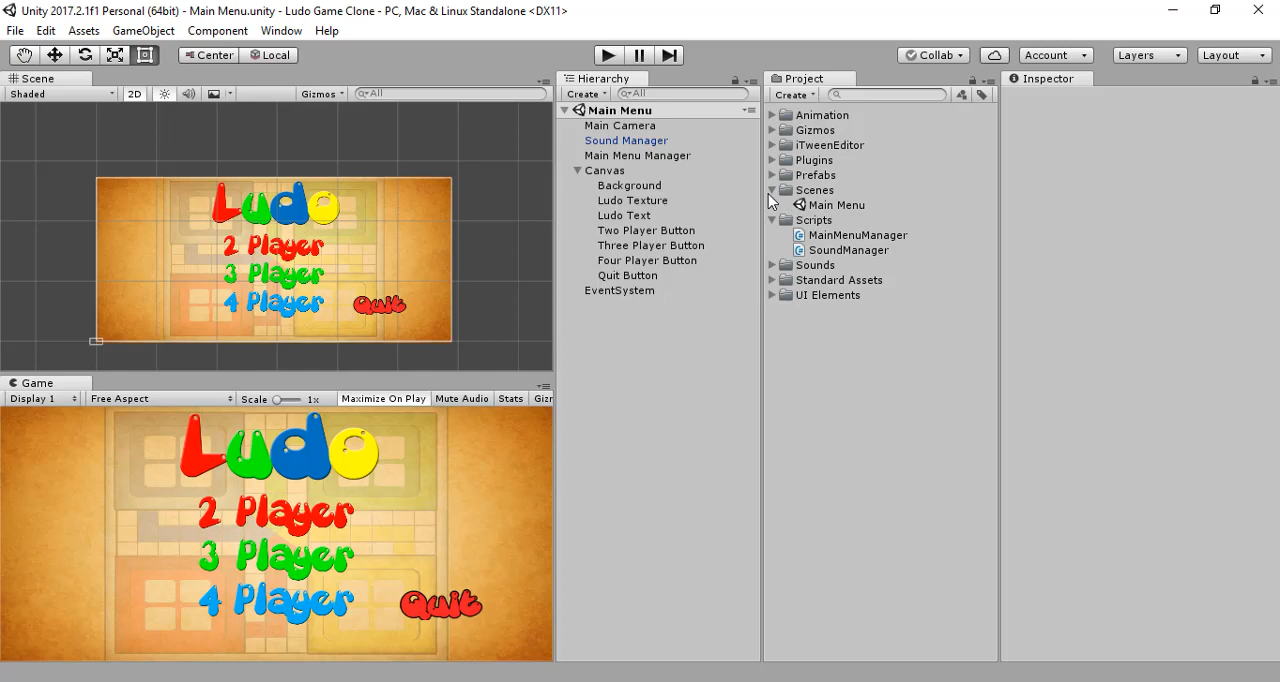 Unity 2017.2.1f1 Personal (64bit) - Main Menu.unity - Ludo Game Clone - PC, Mac & Linux Standalone <DX11>
File Edit Assets GameObject Component Window Help
Center Local Collab Account Layers Layout
Scene
Shaded 2D Gizmos All
Ludo
2 Player
3 Player
4 Player
Quit
Game
Display 1 Free Aspect Scale 1x Maximize On Play Mute Audio Stats Giz
Ludo
2 Player
3 Player
4 Player
Quit
Hierarchy
Create All
Main Menu
Main Camera
Sound Manager
Main Menu Manager
Canvas
Background
Ludo Texture
Ludo Text
Two Player Button
Three Player Button
Four Player Button
Quit Button
EventSystem
Project
Create
Animation
Gizmos
iTweenEditor
Plugins
Prefabs
Scenes
Main Menu
Scripts
MainMenuManager
SoundManager
Sounds
Standard Assets
UI Elements
Inspector